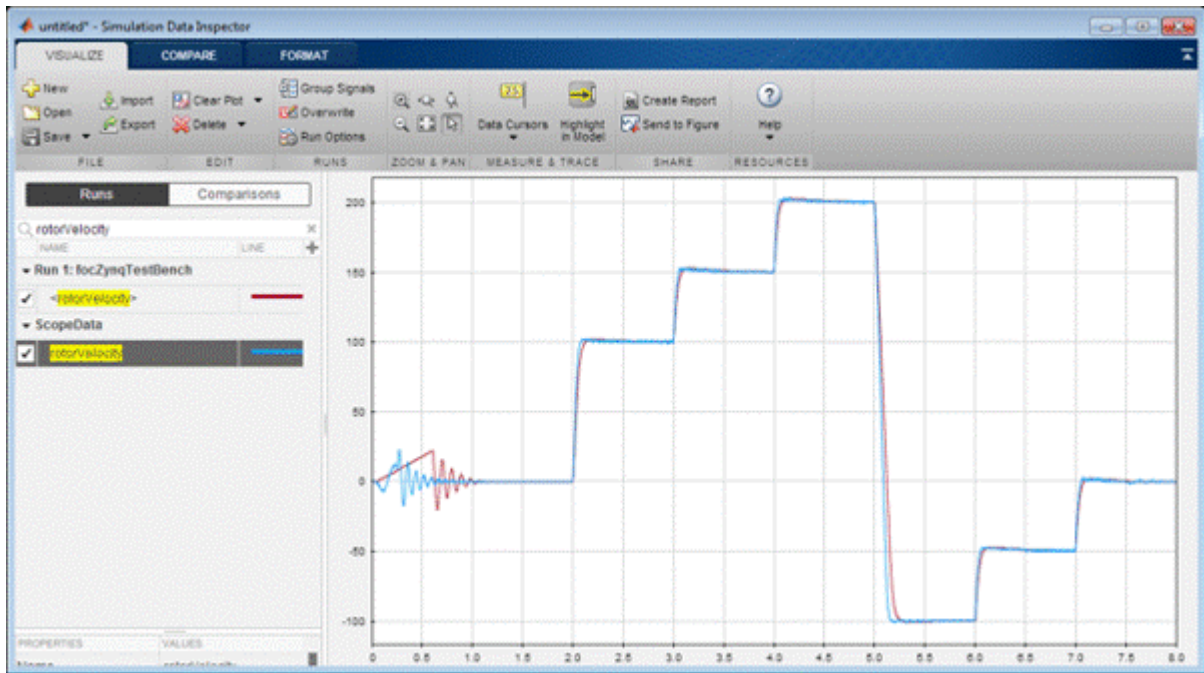 untitled* - Simulation Data Inspector
VISUALIZE COMPARE FORMAT
New
Open
Save
Import
Export
Clear Plot
Delete
Group Signals
Overwrite
Run Options
Data Cursors
Highlight
in Model
Create Report
Send to Figure
Help
FILE EDIT RUNS ZOOM & PAN MEASURE & TRACE SHARE RESOURCES
Runs Comparisons
rotorVelocity
NAME LINE
Run 1: focZynqTestBench
<rotorVelocity>
ScopeData
rotorVelocity
PROPERTIES VALUES
Name rotorVelocity
200
150
100
50
0
-50
-100
0 0.5 1.0 1.5 2.0 2.5 3.0 3.5 4.0 4.5 5.0 5.5 6.0 6.5 7.0 7.5 8.0